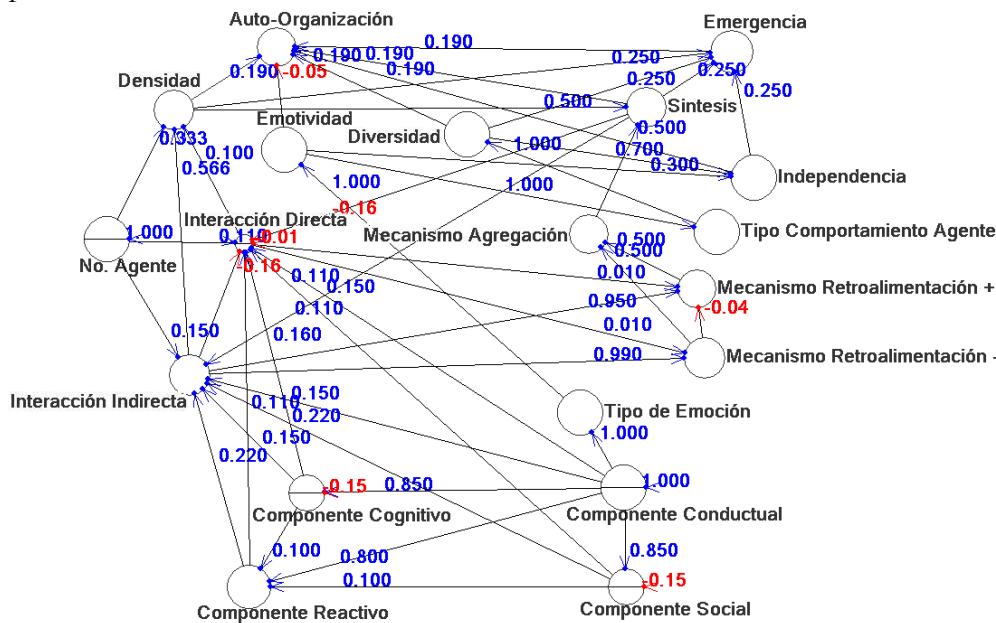 Auto-Organización
Emergencia
0.190
0.190
0.190
0.250
Densidad
0.190
-0.05
0.190
0.250
0.250
0.250
0.500
Síntesis
Emotividad
Diversidad
0.500
0.333
0.100
1.000
0.700
0.566
0.300
1.000
1.000
Independencia
-0.16
Interacción Directa
1.000
0.110
-0.01
Mecanismo Agregación
0.500
0.500
Tipo Comportamiento Agente
No. Agente
-0.16
0.110
0.150
0.010
Mecanismo Retroalimentación +
0.950
0.110
-0.04
0.150
0.160
0.010
0.990
Mecanismo Retroalimentación -
Interacción Indirecta
0.150
0.110
0.220
Tipo de Emoción
1.000
0.150
0.220
-0.15
0.850
1.000
Componente Cognitivo
Componente Conductual
0.100
0.800
0.850
0.100
-0.15
Componente Reactivo
Componente Social